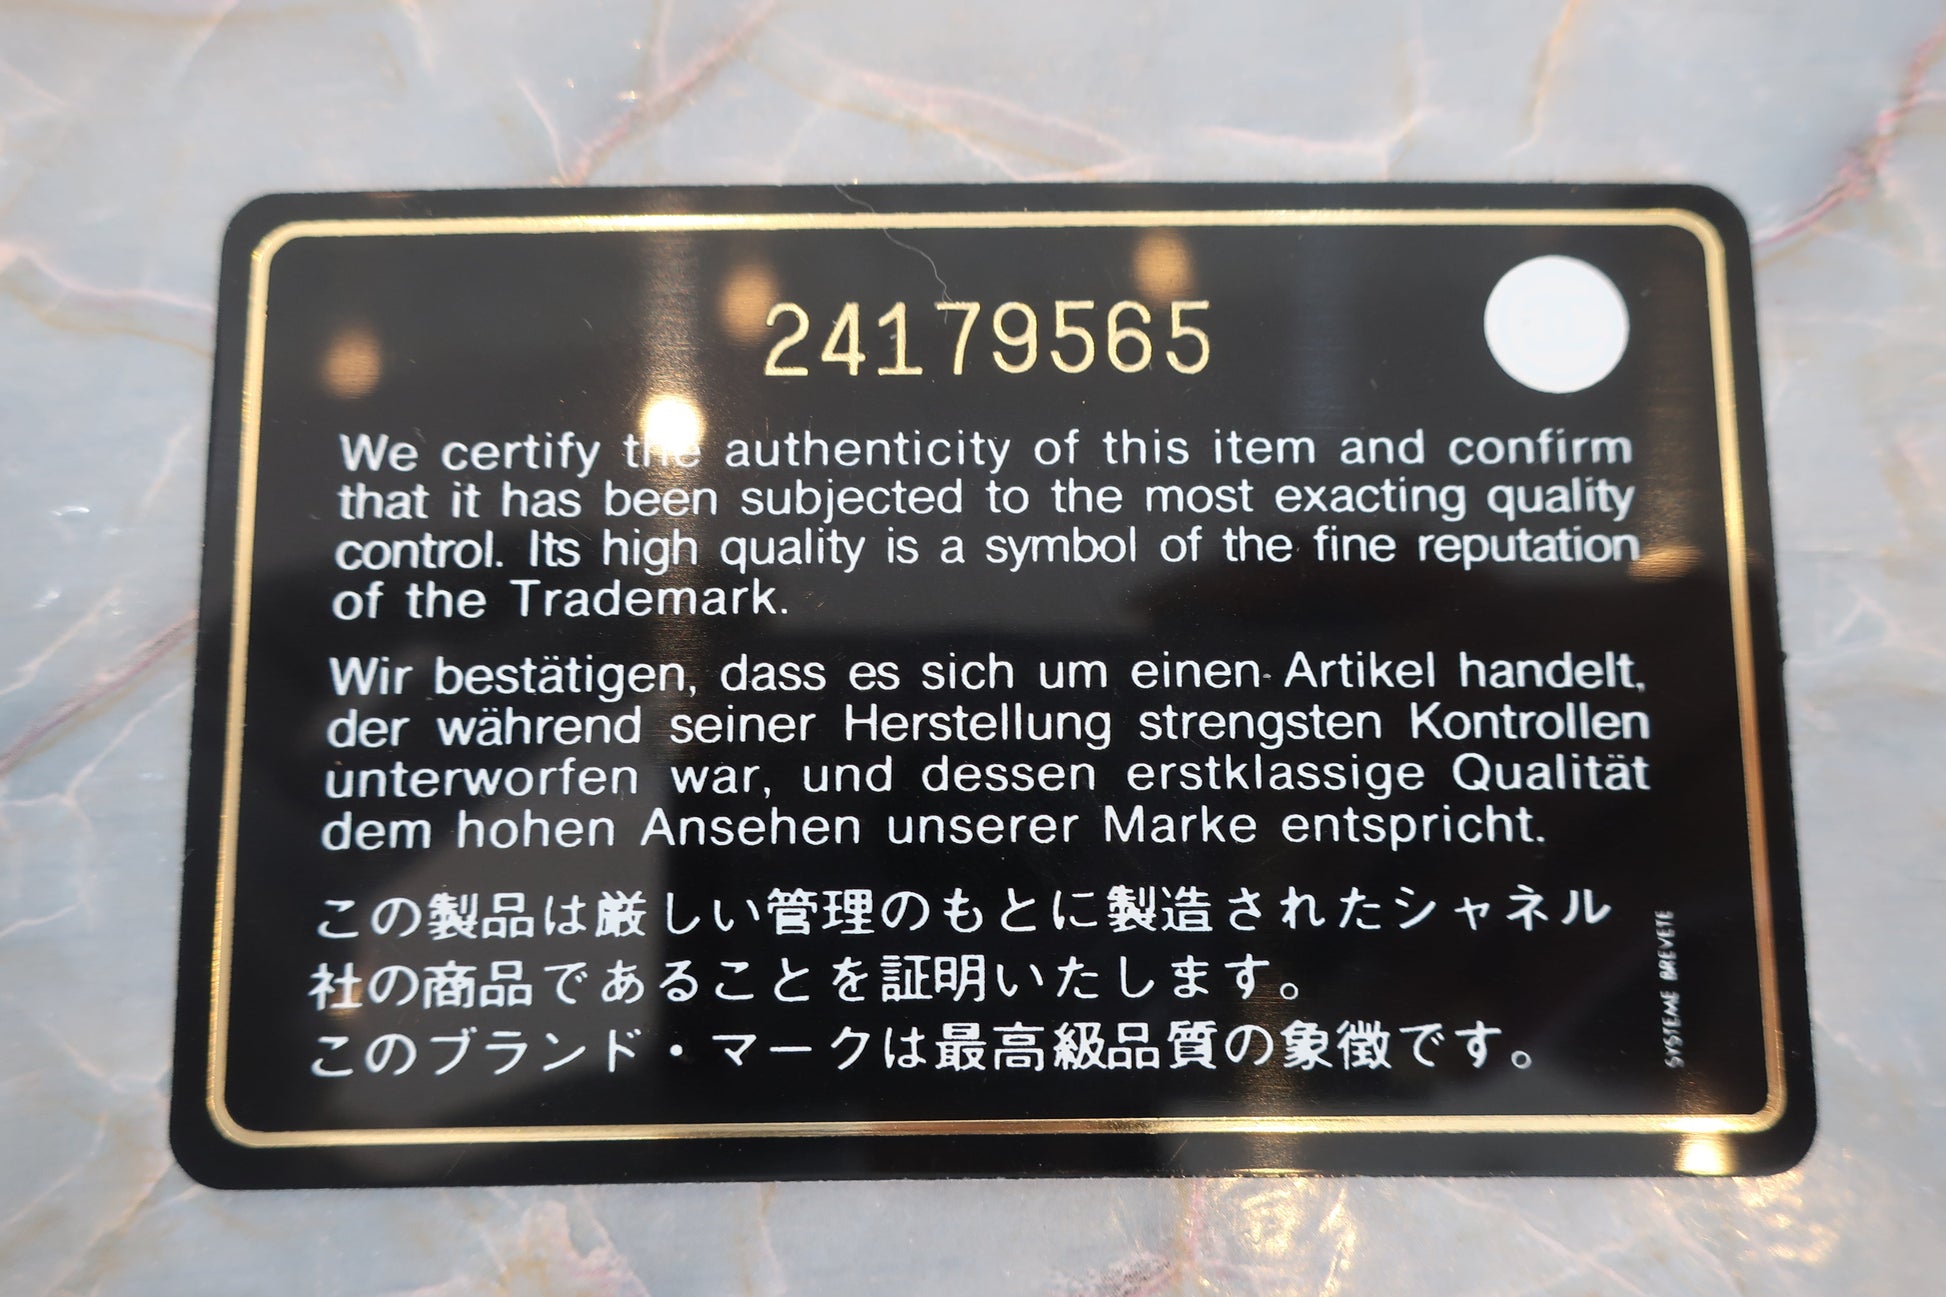 24179565
We certify the authenticity of this item and confirm
that it has been subjected to the most exacting quality
control. Its high quality is a symbol of the fine reputation
of the Trademark.
Wir bestätigen, dass es sich um einen Artikel handelt,
der während seiner Herstellung strengsten Kontrollen
unterworfen war, und dessen erstklassige Qualität
dem hohen Ansehen unserer Marke entspricht.
この製品は厳しい管理のもとに製造されたシャネル
社の商品であることを証明いたします。
このブランド・マークは最高級品質の象徴です。
SYSTEME BREVETE